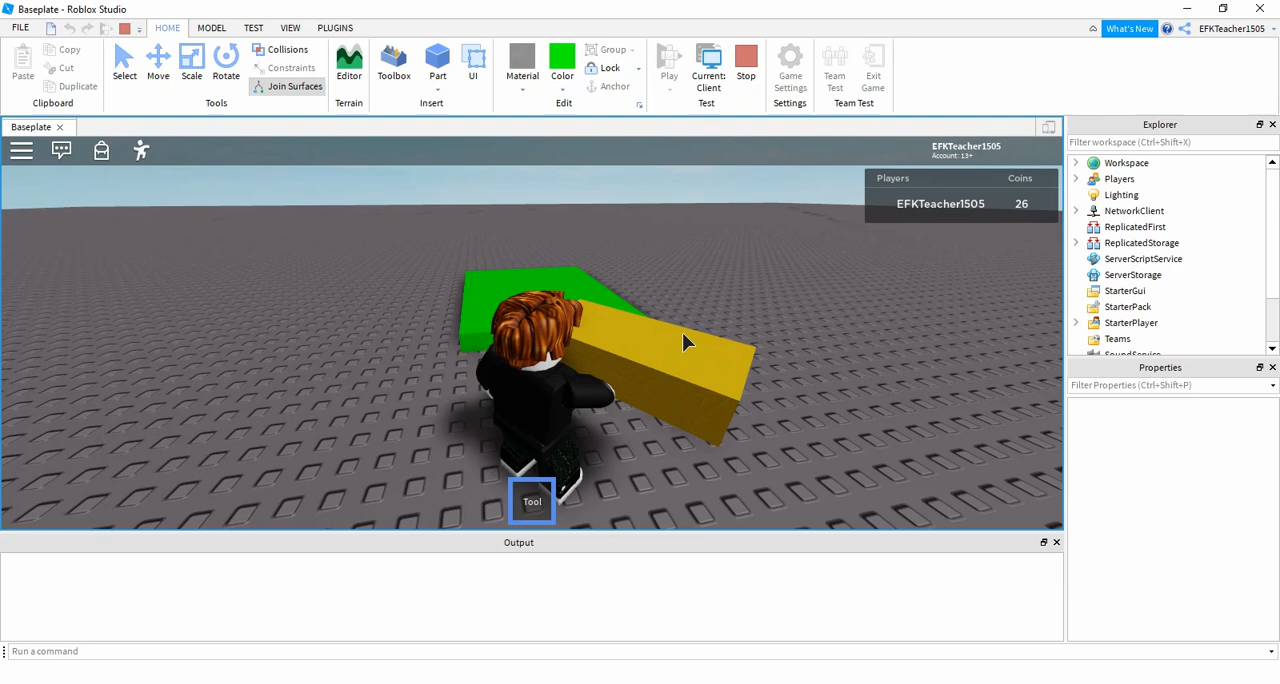 Baseplate - Roblox Studio
FILE HOME MODEL TEST VIEW PLUGINS What's New EFKTeacher1505
Paste Copy Cut Duplicate
Clipboard
Select Move Scale Rotate Collisions Constraints Join Surfaces
Tools
Editor
Terrain
Toolbox Part UI
Insert
Material Color Group Lock Anchor
Edit
Play Current: Client Stop
Test
Game Settings
Settings
Team Test Exit Game
Team Test
Baseplate
EFKTeacher1505
Account: 13+
Players Coins
EFKTeacher1505 26
Tool
Explorer
Filter workspace (Ctrl+Shift+X)
Workspace
Players
Lighting
NetworkClient
ReplicatedFirst
ReplicatedStorage
ServerScriptService
ServerStorage
StarterGui
StarterPack
StarterPlayer
Teams
SoundService
Properties
Filter Properties (Ctrl+Shift+P)
Output
Run a command